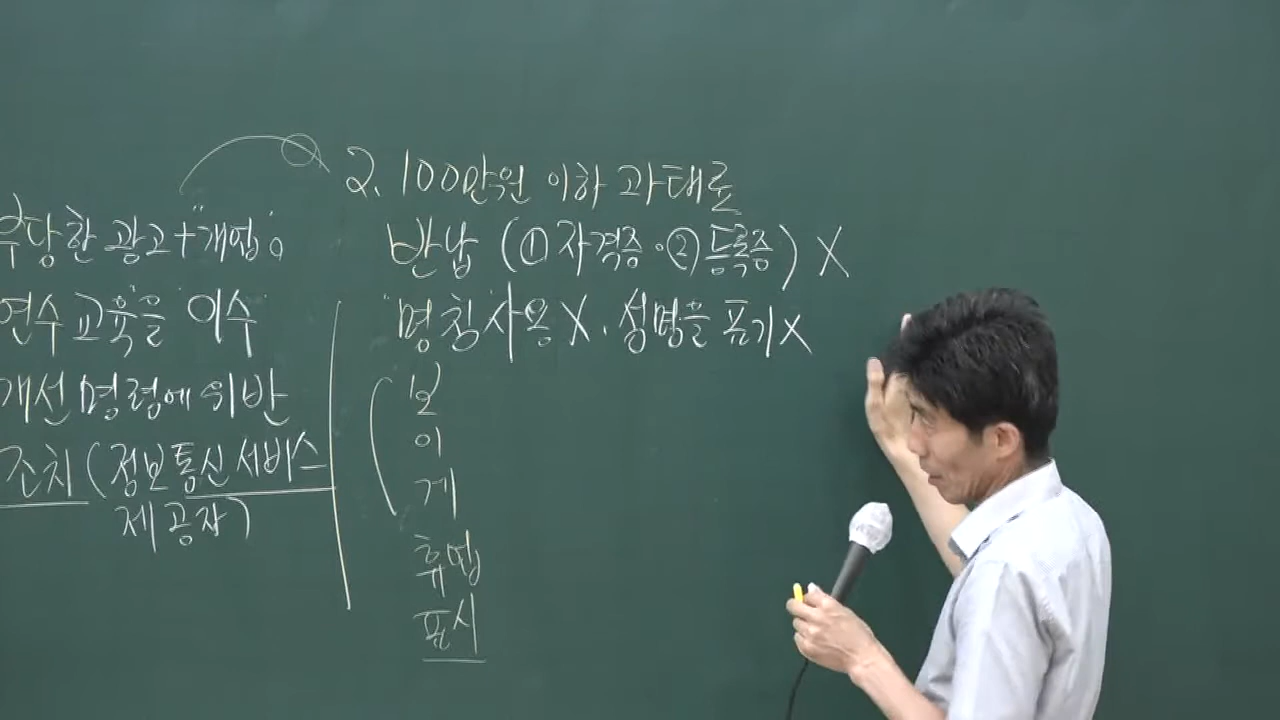 부당한 광고 + "개업공
연수교육"을 이수
개선명령에 위반
조치 (정보통신서비스
제공자)
2. 100만원 이하 과태료
반납 (① 자격증·② 등록증) X
"명칭"사용X. 성명을 표기X
보
이
게
휴업
표시